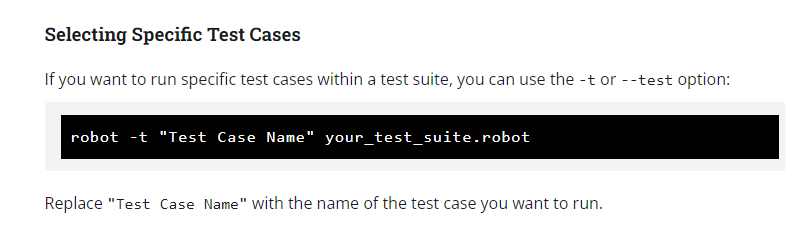 Selecting Specific Test Cases
If you want to run specific test cases within a test suite, you can use the -t or --test option:
robot -t "Test Case Name" your_test_suite.robot
Replace "Test Case Name" with the name of the test case you want to run.